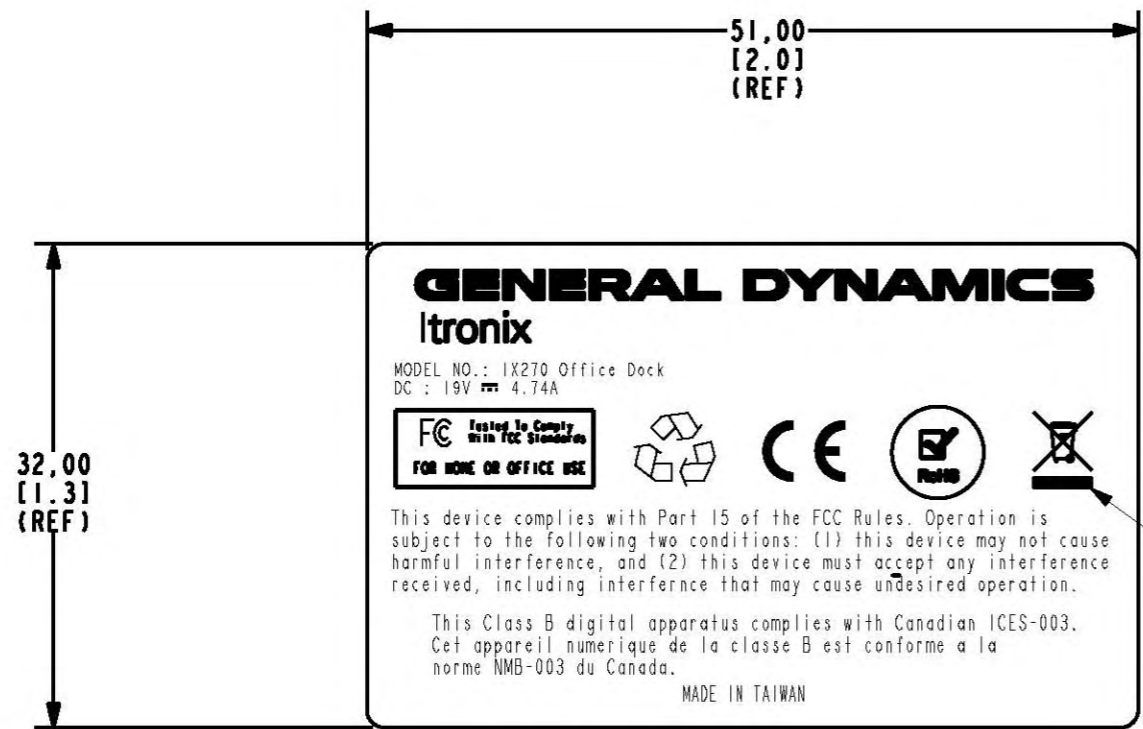 51,00
[2.0]
(REF)
32,00
[1.3]
(REF)
GENERAL DYNAMICS
Itronix
MODEL NO.: IX270 Office Dock
DC : 19V ⎓ 4.74A
FC Tested To Comply
With FCC Standards
FOR HOME OR OFFICE USE
CE
RoHS
This device complies with Part 15 of the FCC Rules. Operation is
subject to the following two conditions: (1) this device may not cause
harmful interference, and (2) this device must accept any interference
received, including interfernce that may cause undesired operation.
This Class B digital apparatus complies with Canadian ICES-003.
Cet appareil numerique de la classe B est conforme a la
norme NMB-003 du Canada.
MADE IN TAIWAN